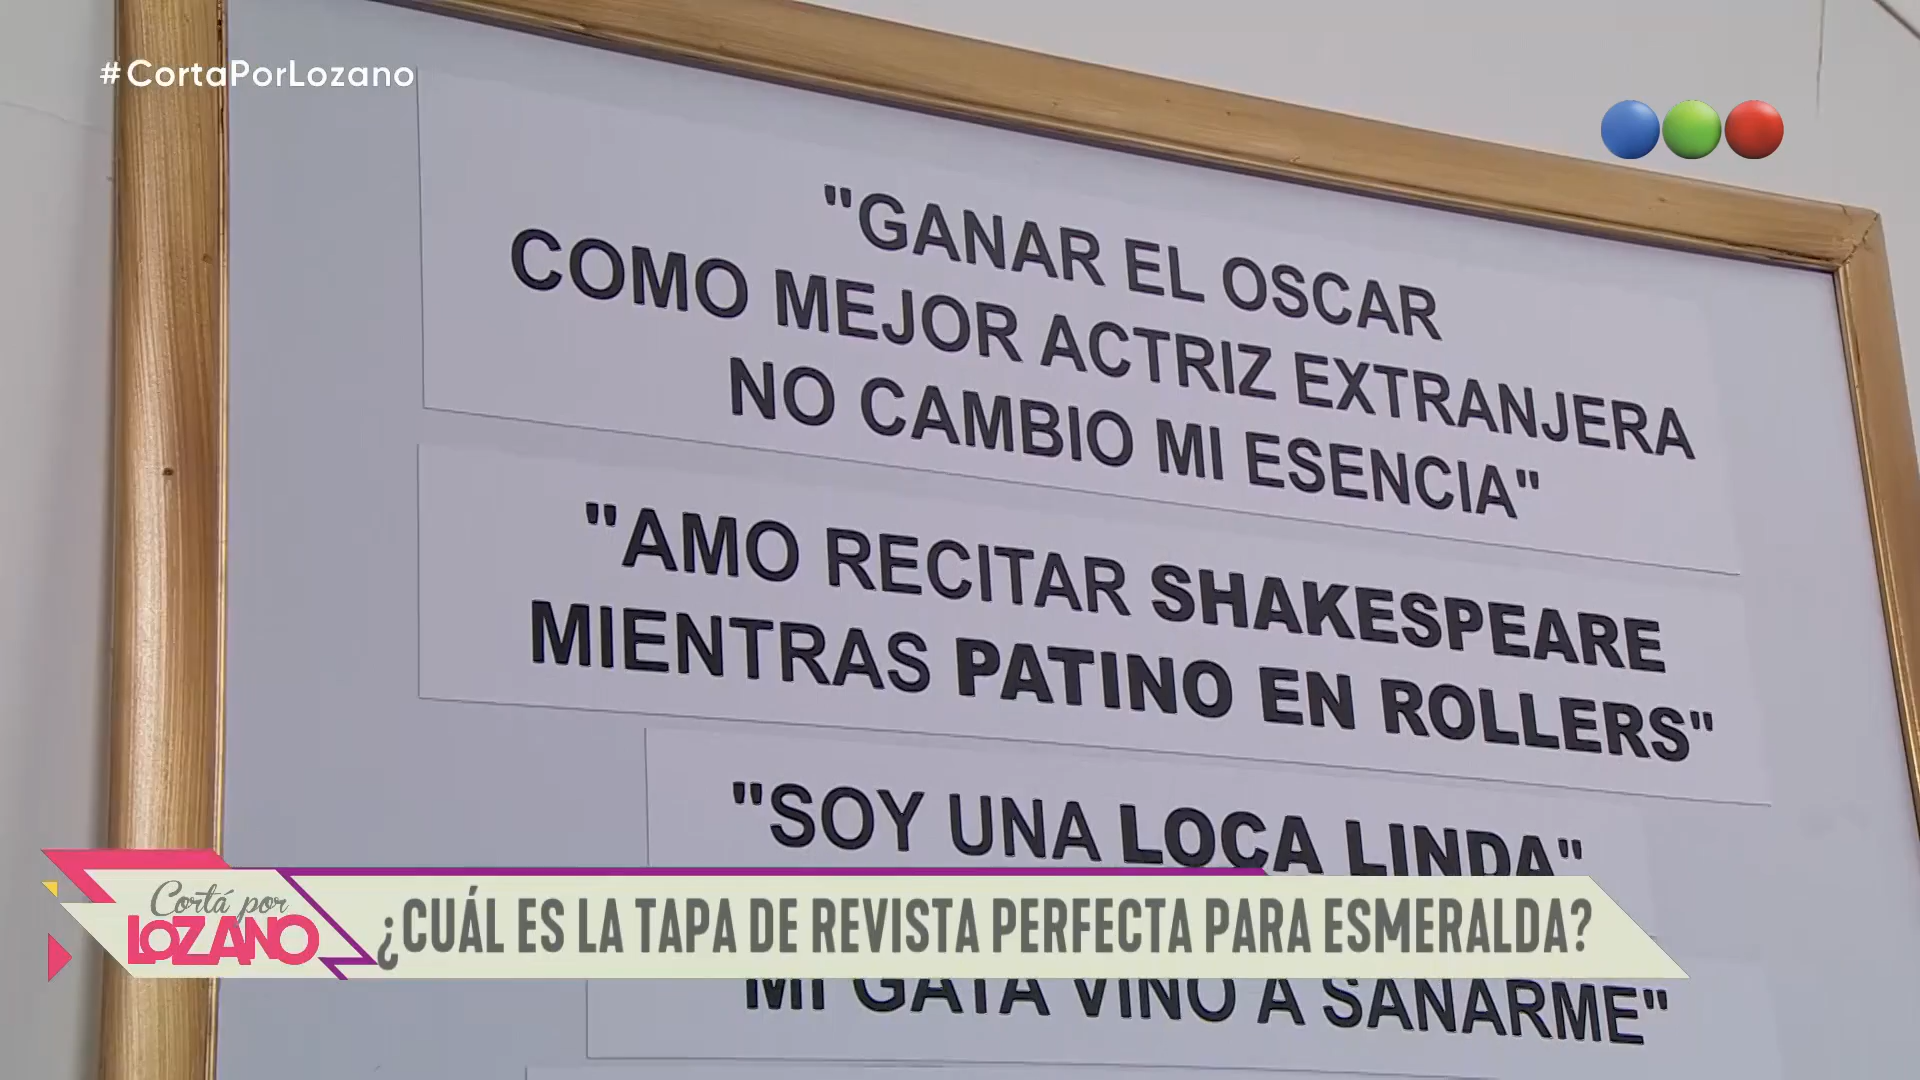 #CortaPorLozano
"GANAR EL OSCAR
COMO MEJOR ACTRIZ EXTRANJERA
NO CAMBIO MI ESENCIA"
"AMO RECITAR SHAKESPEARE
MIENTRAS PATINO EN ROLLERS"
"SOY UNA LOCA LINDA"
MI GATA VINO A SANARME"
Cortá por
LOZANO
¿CUÁL ES LA TAPA DE REVISTA PERFECTA PARA ESMERALDA?